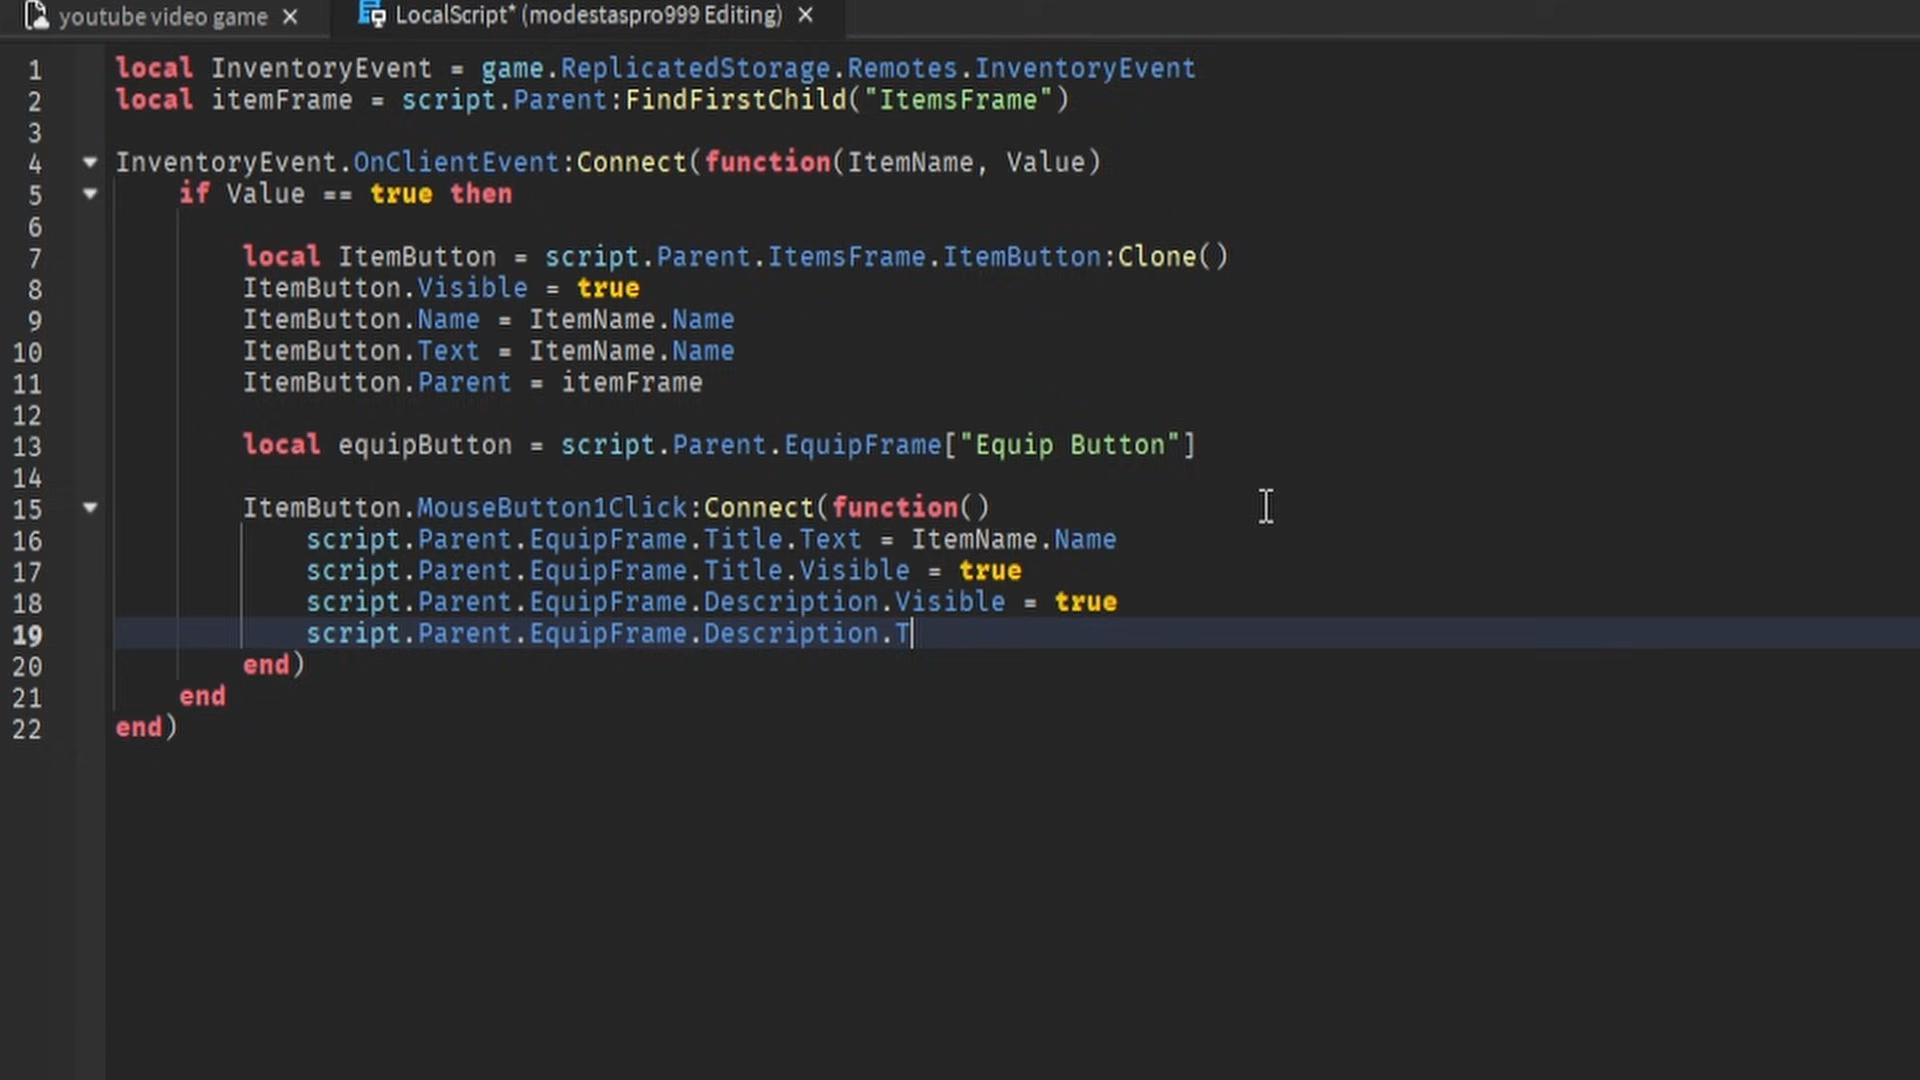 youtube video game × LocalScript* (modestaspro999 Editing) ×
1 local InventoryEvent = game.ReplicatedStorage.Remotes.InventoryEvent
2 local itemFrame = script.Parent:FindFirstChild("ItemsFrame")
3
4 InventoryEvent.OnClientEvent:Connect(function(ItemName, Value)
5 if Value == true then
6
7 local ItemButton = script.Parent.ItemsFrame.ItemButton:Clone()
8 ItemButton.Visible = true
9 ItemButton.Name = ItemName.Name
10 ItemButton.Text = ItemName.Name
11 ItemButton.Parent = itemFrame
12
13 local equipButton = script.Parent.EquipFrame["Equip Button"]
14
15 ItemButton.MouseButton1Click:Connect(function()
16 script.Parent.EquipFrame.Title.Text = ItemName.Name
17 script.Parent.EquipFrame.Title.Visible = true
18 script.Parent.EquipFrame.Description.Visible = true
19 script.Parent.EquipFrame.Description.T
20 end)
21 end
22 end)